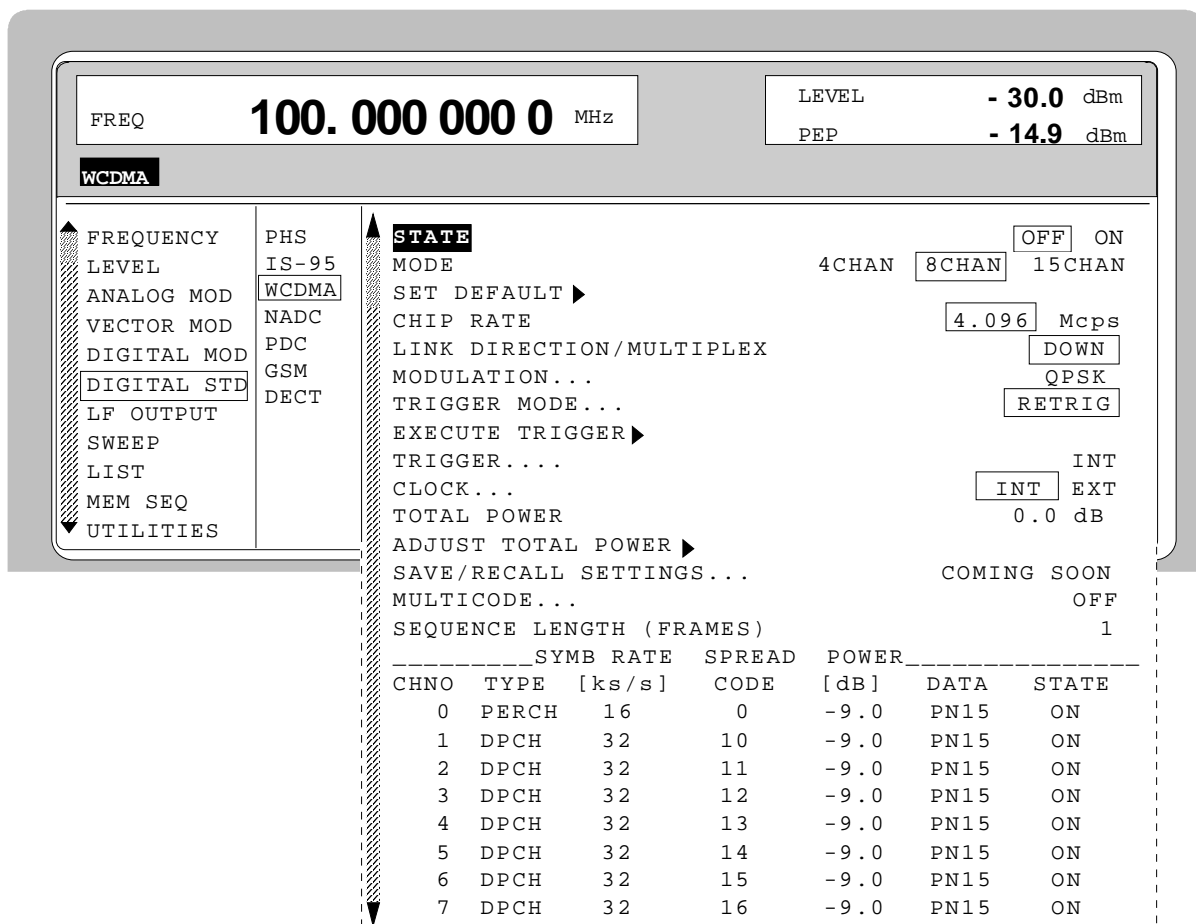 FREQ 100. 000 000 0 MHz
LEVEL - 30.0 dBm
PEP - 14.9 dBm
WCDMA
FREQUENCY
LEVEL
ANALOG MOD
VECTOR MOD
DIGITAL MOD
DIGITAL STD
LF OUTPUT
SWEEP
LIST
MEM SEQ
UTILITIES
PHS
IS-95
WCDMA
NADC
PDC
GSM
DECT
STATE OFF ON
MODE 4CHAN 8CHAN 15CHAN
SET DEFAULT
CHIP RATE 4.096 Mcps
LINK DIRECTION/MULTIPLEX DOWN
MODULATION... QPSK
TRIGGER MODE... RETRIG
EXECUTE TRIGGER
TRIGGER.... INT
CLOCK... INT EXT
TOTAL POWER 0.0 dB
ADJUST TOTAL POWER
SAVE/RECALL SETTINGS... COMING SOON
MULTICODE... OFF
SEQUENCE LENGTH (FRAMES) 1
_________SYMB RATE SPREAD POWER_______________
CHNO TYPE [ks/s] CODE [dB] DATA STATE
0 PERCH 16 0 -9.0 PN15 ON
1 DPCH 32 10 -9.0 PN15 ON
2 DPCH 32 11 -9.0 PN15 ON
3 DPCH 32 12 -9.0 PN15 ON
4 DPCH 32 13 -9.0 PN15 ON
5 DPCH 32 14 -9.0 PN15 ON
6 DPCH 32 15 -9.0 PN15 ON
7 DPCH 32 16 -9.0 PN15 ON